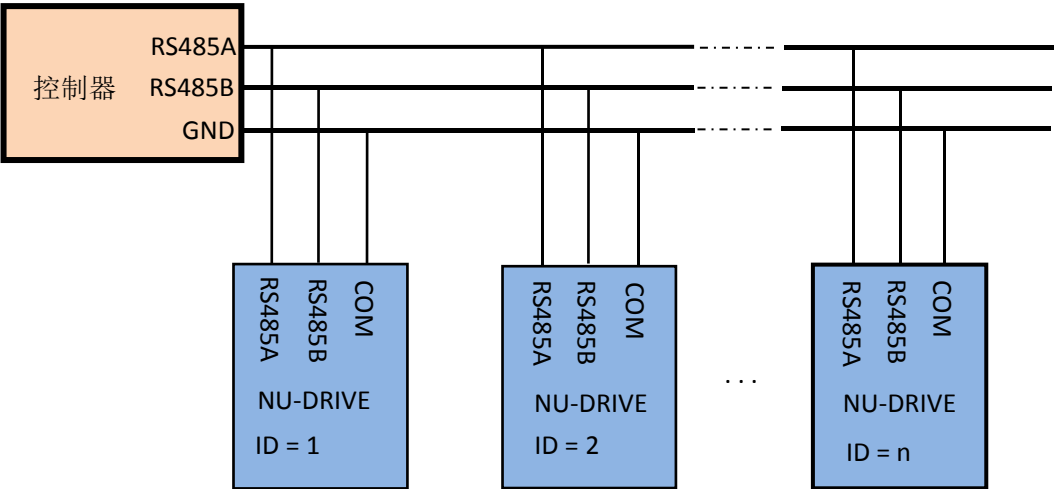 RS485A
控制器 RS485B
GND
RS485A RS485B COM
NU-DRIVE
ID = 1
RS485A RS485B COM
NU-DRIVE
ID = 2
. . .
RS485A RS485B COM
NU-DRIVE
ID = n